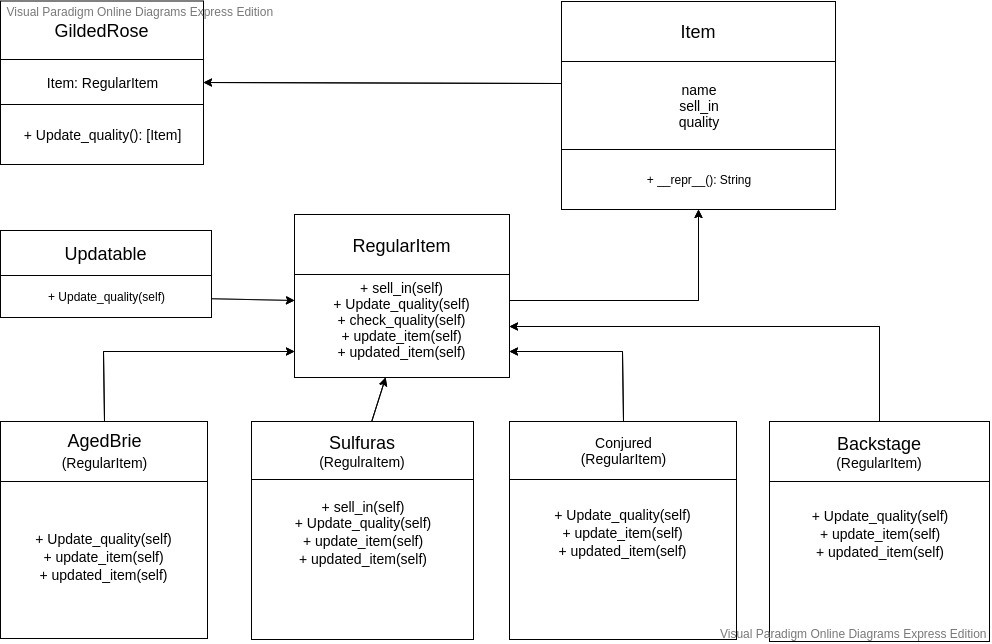 Visual Paradigm Online Diagrams Express Edition
GildedRose
Item: RegularItem
+ Update_quality(): [Item]
Item
name
sell_in
quality
+ __repr__(): String
Updatable
+ Update_quality(self)
RegularItem
+ sell_in(self)
+ Update_quality(self)
+ check_quality(self)
+ update_item(self)
+ updated_item(self)
AgedBrie
(RegularItem)
+ Update_quality(self)
+ update_item(self)
+ updated_item(self)
Sulfuras
(RegulraItem)
+ sell_in(self)
+ Update_quality(self)
+ update_item(self)
+ updated_item(self)
Conjured
(RegularItem)
+ Update_quality(self)
+ update_item(self)
+ updated_item(self)
Backstage
(RegularItem)
+ Update_quality(self)
+ update_item(self)
+ updated_item(self)
Visual Paradigm Online Diagrams Express Edition